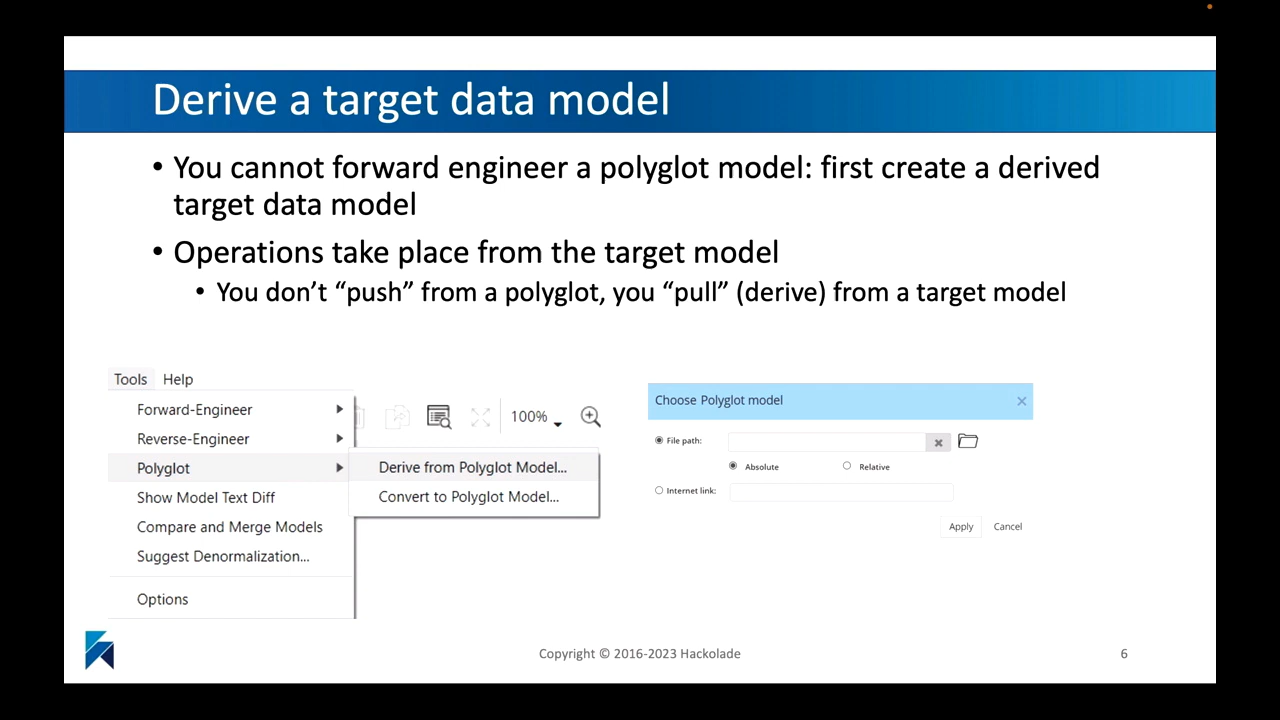 Derive a target data model
• You cannot forward engineer a polyglot model: first create a derived
target data model
• Operations take place from the target model
• You don’t “push” from a polyglot, you “pull” (derive) from a target model
Tools Help
Forward-Engineer
Reverse-Engineer
Polyglot
Show Model Text Diff
Compare and Merge Models
Suggest Denormalization...
Options
100%
Derive from Polyglot Model...
Convert to Polyglot Model...
Choose Polyglot model
File path:
Absolute Relative
Internet link:
Apply Cancel
Copyright © 2016-2023 Hackolade
6